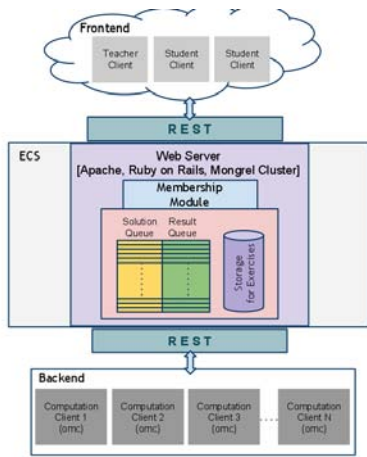 Frontend
Teacher Client
Student Client
Student Client
REST
ECS
Web Server
[Apache, Ruby on Rails, Mongrel Cluster]
Membership
Module
Solution Queue
Result Queue
Storage for Exercises
REST
Backend
Computation Client 1 (omc)
Computation Client 2 (omc)
Computation Client 3 (omc)
Computation Client N (omc)